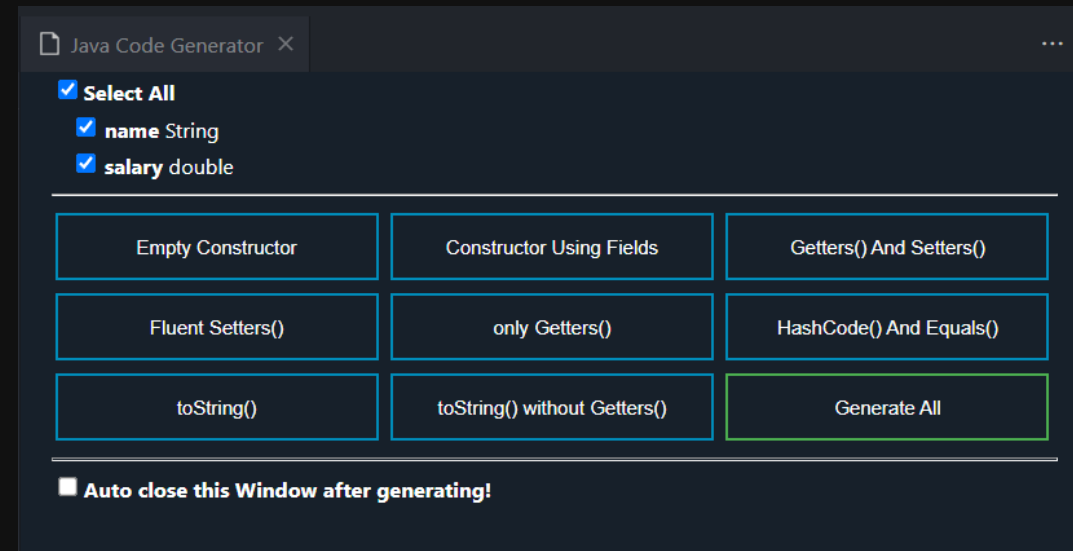 Java Code Generator
Select All
name String
salary double
Empty Constructor
Constructor Using Fields
Getters() And Setters()
Fluent Setters()
only Getters()
HashCode() And Equals()
toString()
toString() without Getters()
Generate All
Auto close this Window after generating!